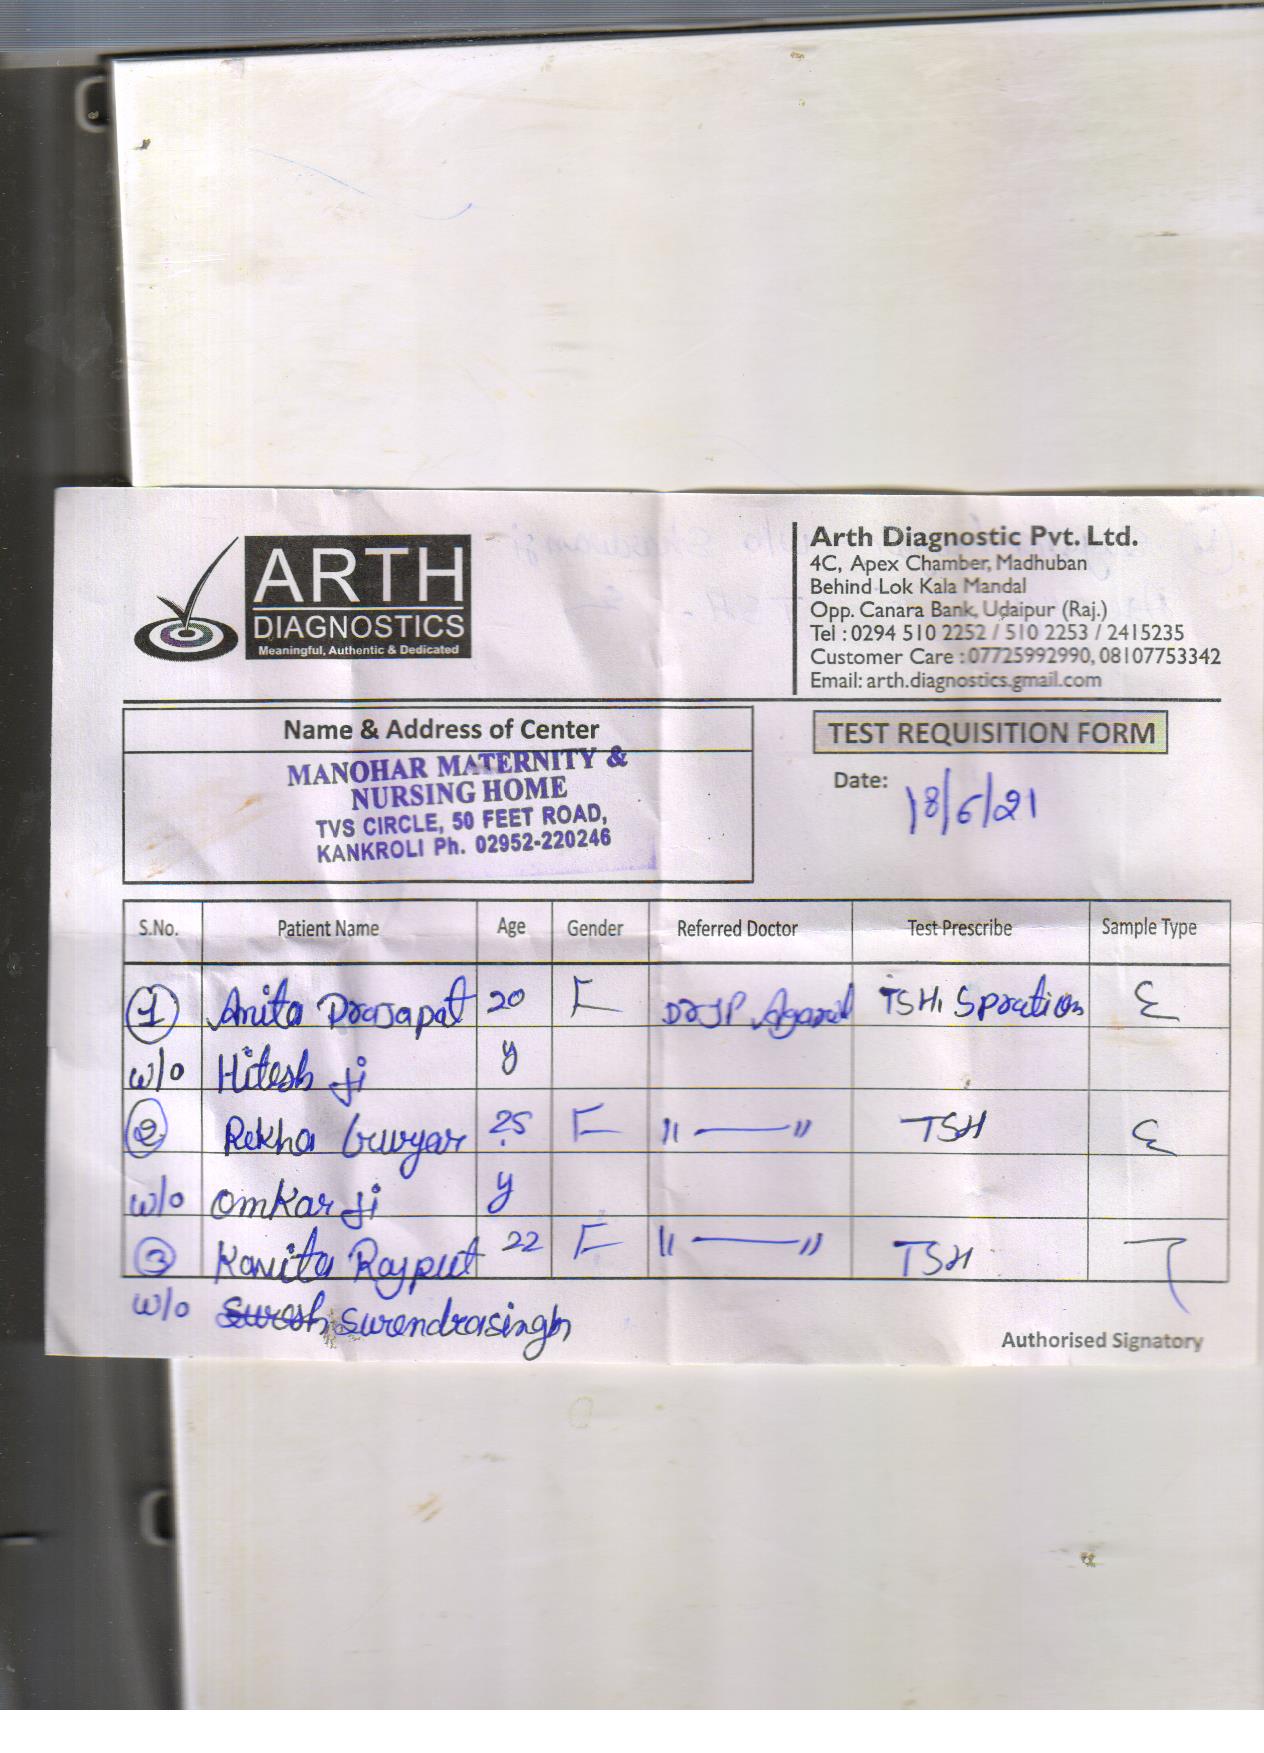 ARTH
DIAGNOSTICS
Meaningful, Authentic & Dedicated
Arth Diagnostic Pvt. Ltd.
4C, Apex Chamber, Madhuban
Behind Lok Kala Mandal
Opp. Canara Bank, Udaipur (Raj.)
Tel : 0294 510 2252 / 510 2253 / 2415235
Customer Care : 07725992990, 08107753342
Email: arth.diagnostics.gmail.com
Name & Address of Center
MANOHAR MATERNITY &
NURSING HOME
TVS CIRCLE, 50 FEET ROAD,
KANKROLI Ph. 02952-220246
TEST REQUISITION FORM
Date: 18/6/21
S.No. Patient Name Age Gender Referred Doctor Test Prescribe Sample Type
1 Anita Prajapat 20 F Dr JP Agarwal TSH,
w/o Hitesh Ji y
2 Rekha 25 F " — " TSH
w/o Omkar Ji y
3 Kavita Rajput 22 F " — " TSH
w/o Surendrasingh
Authorised Signatory